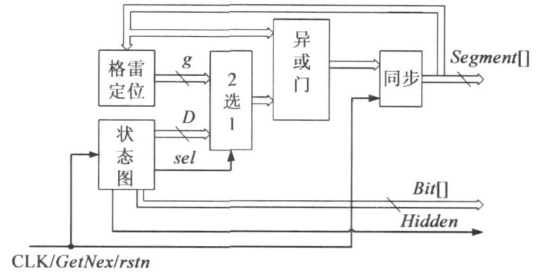 异
或
门
Segment[]
格雷
定位
g
2
选
1
同步
D
状
态
图
sel
Bit[]
Hidden
CLK/GetNex/rstn